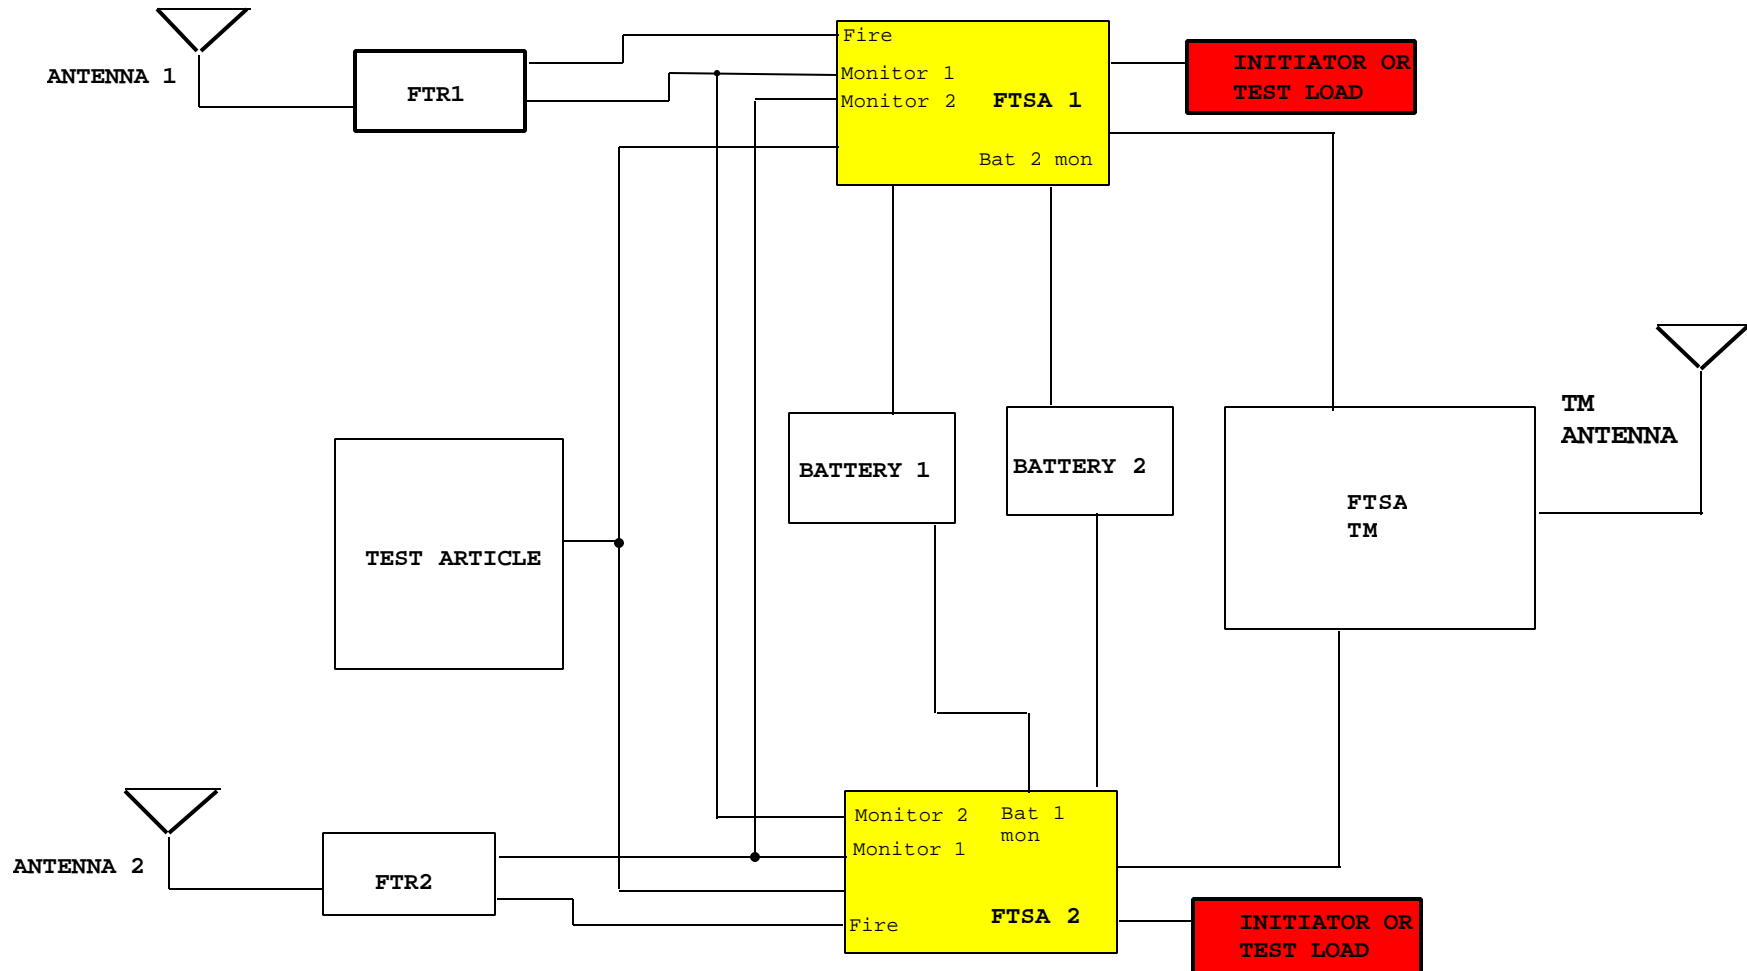 Fire
ANTENNA 1
FTR1
Monitor 1
Monitor 2
FTSA 1
Bat 2 mon
INITIATOR OR
TEST LOAD
TM
ANTENNA
BATTERY 1
BATTERY 2
FTSA
TM
TEST ARTICLE
Monitor 2
Bat 1
mon
Monitor 1
ANTENNA 2
FTR2
FTSA 2
Fire
INITIATOR OR
TEST LOAD